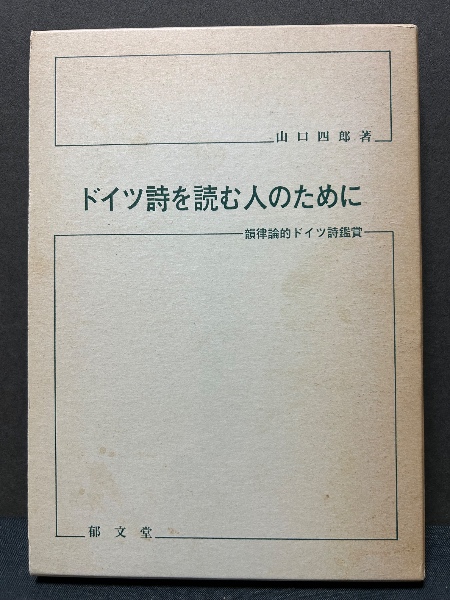 山口四郎著
ドイツ詩を読む人のために
韻律論的ドイツ詩鑑賞
郁文堂